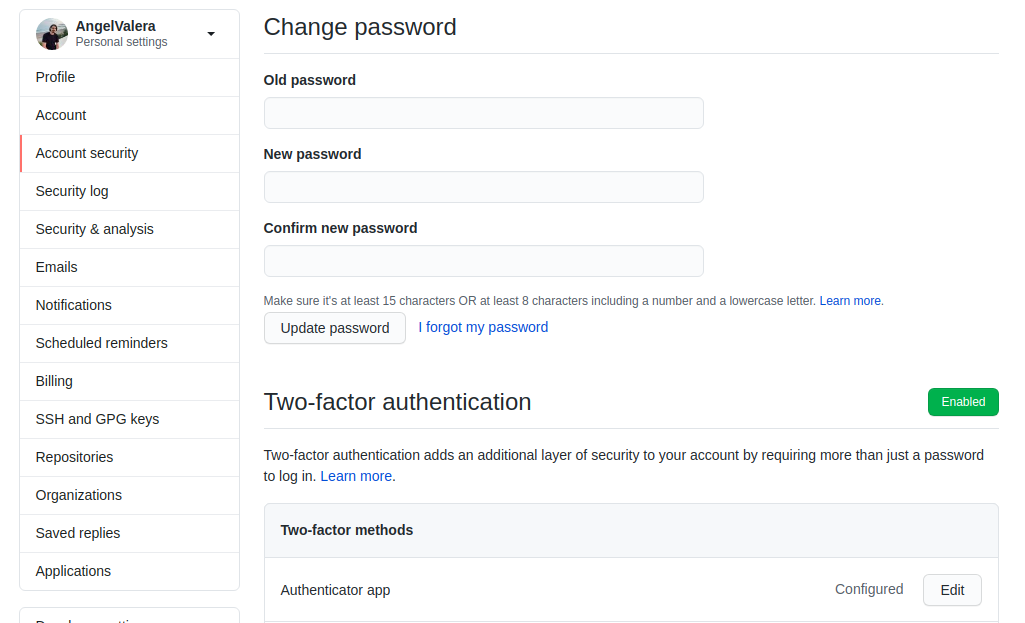 AngelValera
Personal settings
Profile
Account
Account security
Security log
Security & analysis
Emails
Notifications
Scheduled reminders
Billing
SSH and GPG keys
Repositories
Organizations
Saved replies
Applications
Change password
Old password
New password
Confirm new password
Make sure it's at least 15 characters OR at least 8 characters including a number and a lowercase letter. Learn more.
Update password I forgot my password
Two-factor authentication Enabled
Two-factor authentication adds an additional layer of security to your account by requiring more than just a password
to log in. Learn more.
Two-factor methods
Authenticator app Configured Edit